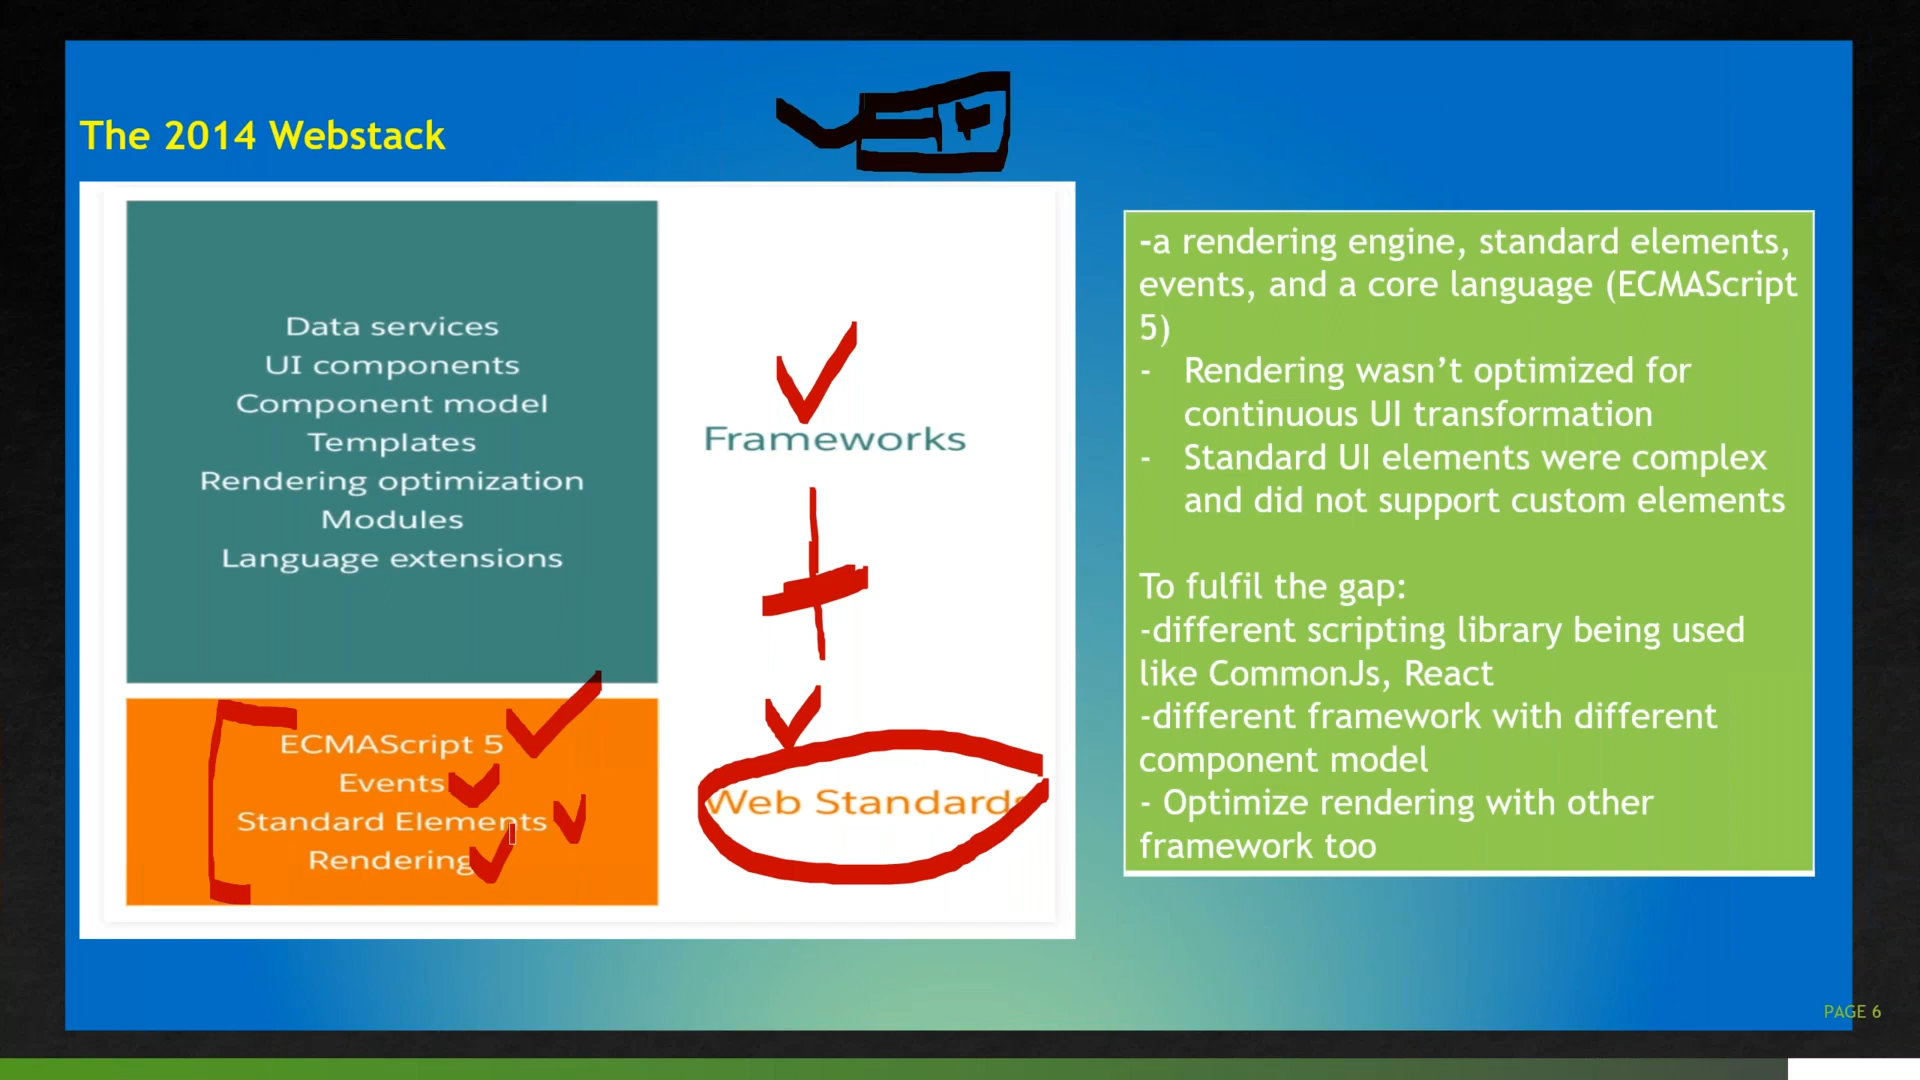 The 2014 Webstack
Data services
UI components
Component model
Templates
Rendering optimization
Modules
Language extensions
Frameworks
ECMAScript 5
Events
Standard Elements
Rendering
Web Standards
-a rendering engine, standard elements,
events, and a core language (ECMAScript
5)
- Rendering wasn’t optimized for
continuous UI transformation
- Standard UI elements were complex
and did not support custom elements
To fulfil the gap:
-different scripting library being used
like CommonJs, React
-different framework with different
component model
- Optimize rendering with other
framework too
PAGE 6